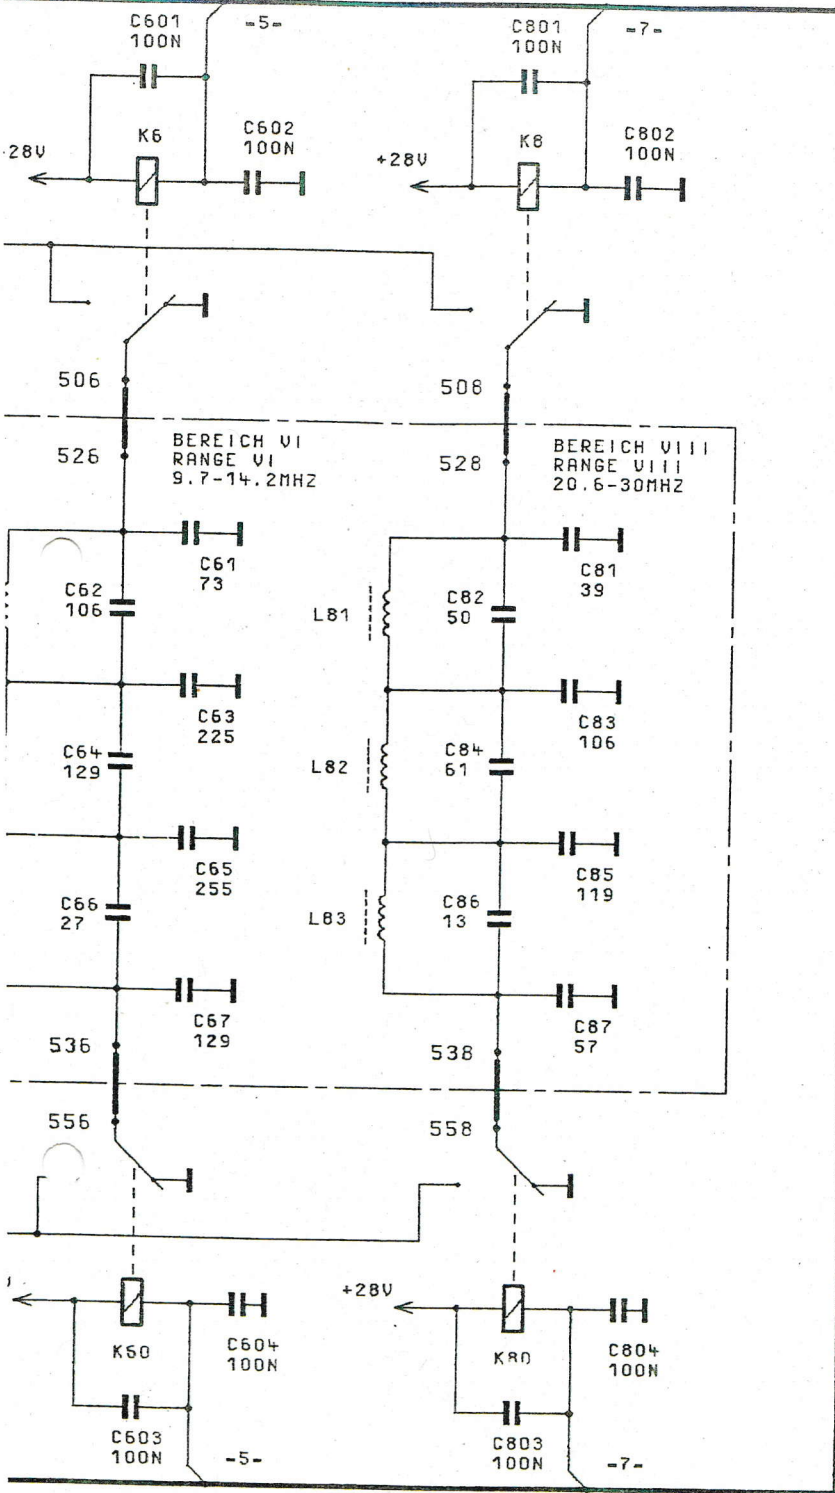 C601
100N
-5-
K6
C602
100N
28V
C801
100N
-7-
K8
C802
100N
+28V
506
526
BEREICH VI
RANGE VI
9.7-14.2MHZ
508
528
BEREICH VIII
RANGE VIII
20.6-30MHZ
C61
73
C62
106
C63
225
C64
129
C65
255
C66
27
C67
129
L81
C81
39
C82
50
C83
106
L82
C84
61
C85
119
L83
C86
13
C87
57
536
556
538
558
K60
C604
100N
C603
100N
-5-
+28V
K80
C804
100N
C803
100N
-7-